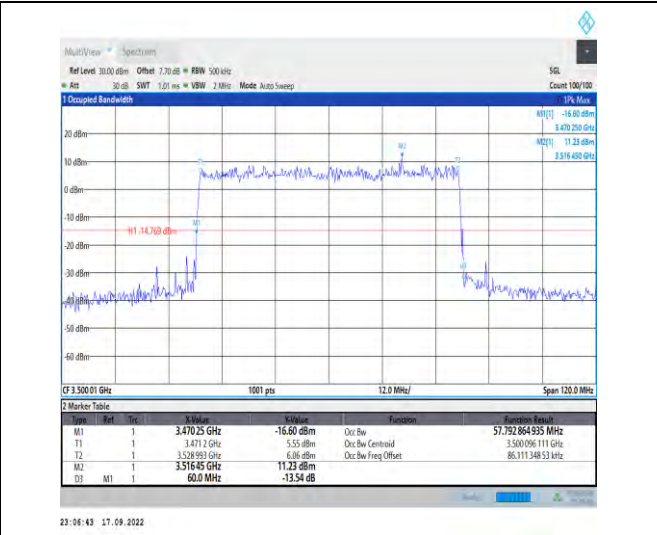 MultiView Spectrum
Ref Level 30.00 dBm Offset 7.70 dB RBW 500 kHz SGL
Att 30 dB SWT 1.01 ms VBW 2 MHz Mode Auto Sweep Count 100/100
1 Occupied Bandwidth 1Pk Max
M1[1] -16.60 dBm
3.470 250 GHz
M2[1] 11.23 dBm
3.516 450 GHz
20 dBm
M2
T1 T2
10 dBm
0 dBm
-10 dBm
M1
H1 -14.769 dBm
-20 dBm
-30 dBm
-40 dBm
-50 dBm
-60 dBm
CF 3.500 01 GHz 1001 pts 12.0 MHz/ Span 120.0 MHz
2 Marker Table
Type Ref Trc X-Value Y-Value Function Function Result
M1 1 3.470 25 GHz -16.60 dBm Occ Bw 57.792 864 935 MHz
T1 1 3.471 2 GHz 5.55 dBm Occ Bw Centroid 3.500 096 111 GHz
T2 1 3.528 993 GHz 6.06 dBm Occ Bw Freq Offset 86.111 348 53 kHz
M2 1 3.516 45 GHz 11.23 dBm
D3 M1 1 60.0 MHz -13.54 dB
23:06:43 17.09.2022